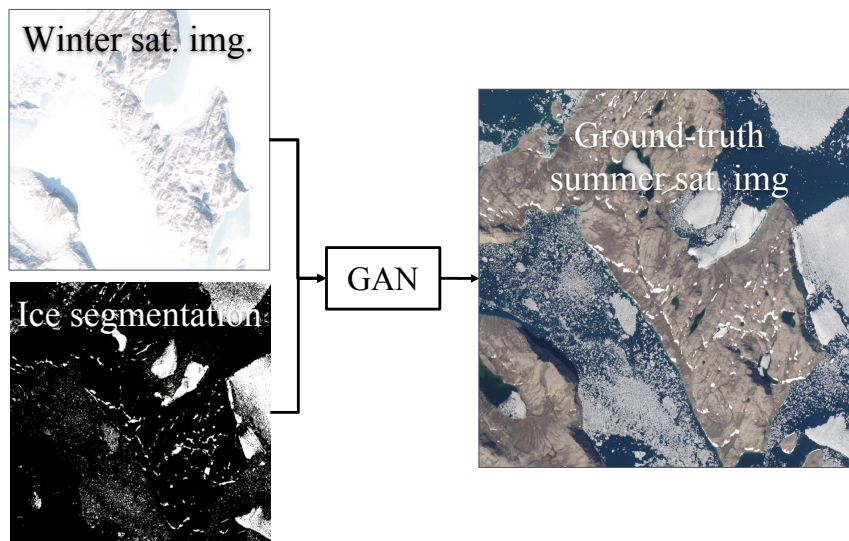 Winter sat. img.
Ice segmentation
GAN
Ground-truth
summer sat. img